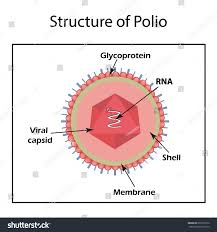 Structure of Polio
Glycoprotein
RNA
Viral
capsid
Shell
Membrane
shutterstock